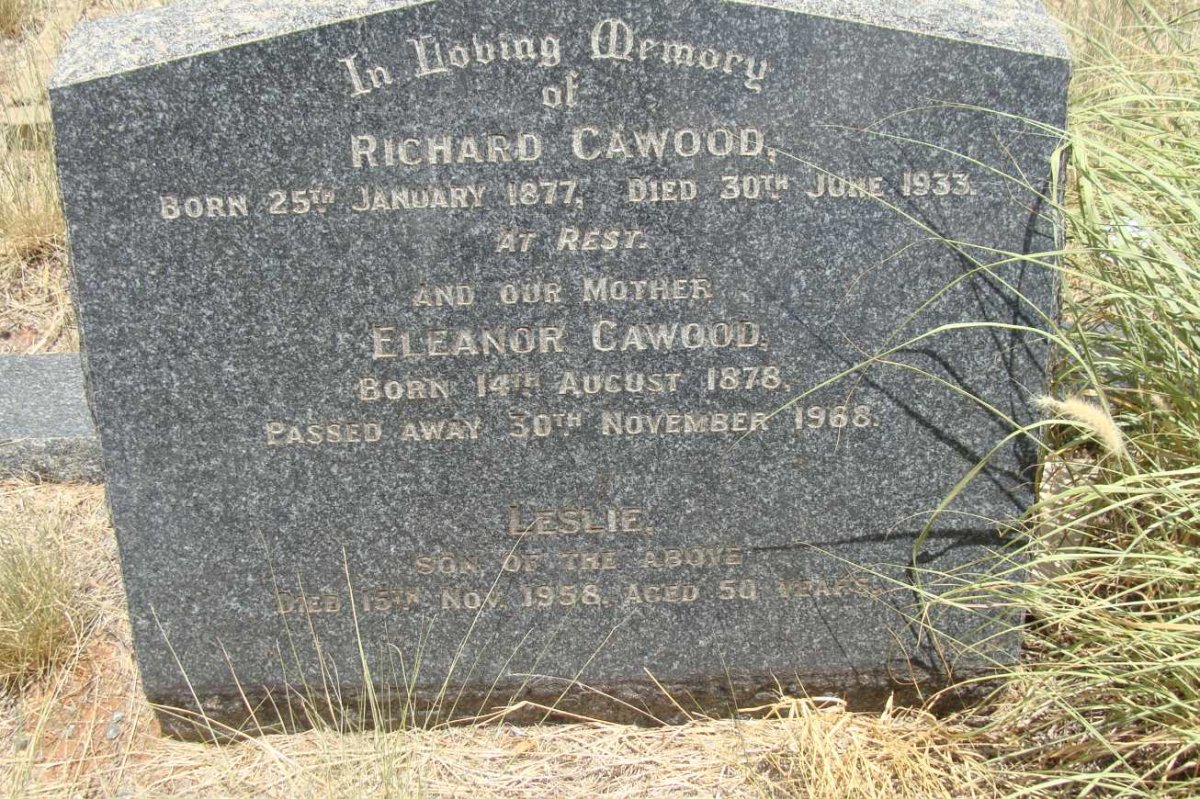 In Loving Memory
of
RICHARD CAWOOD,
BORN 25TH JANUARY 1877, DIED 30TH JUNE 1933.
AT REST.
AND OUR MOTHER
ELEANOR CAWOOD,
BORN 14TH AUGUST 1878.
PASSED AWAY 30TH NOVEMBER 1968.
LESLIE,
SON OF THE ABOVE
DIED 15TH NOV. 1958. AGED 50 YEARS.